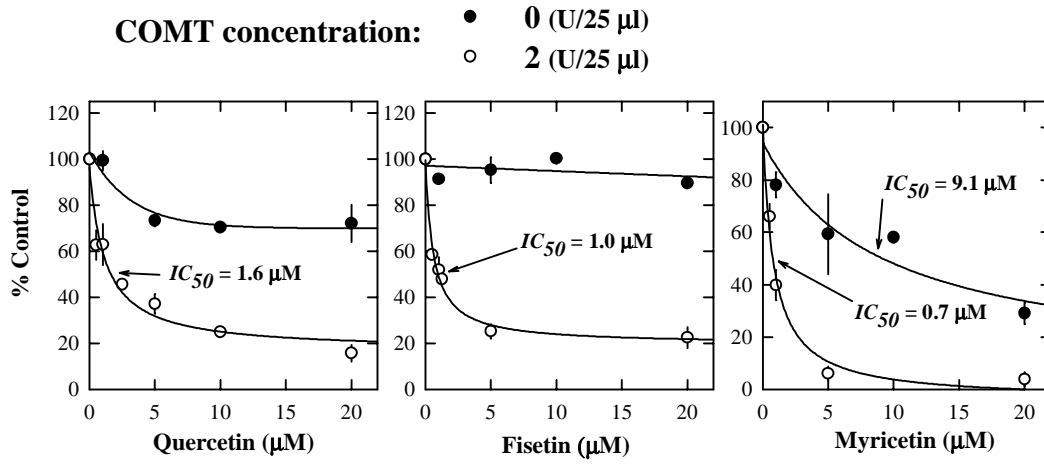 COMT concentration:
● 0 (U/25 μl)
○ 2 (U/25 μl)
% Control
120
100
80
60
40
20
0
IC50 = 1.6 μM
0 5 10 15 20
Quercetin (μM)
120
100
80
60
40
20
0
IC50 = 1.0 μM
0 5 10 15 20
Fisetin (μM)
100
80
60
40
20
0
IC50 = 9.1 μM
IC50 = 0.7 μM
0 5 10 15 20
Myricetin (μM)